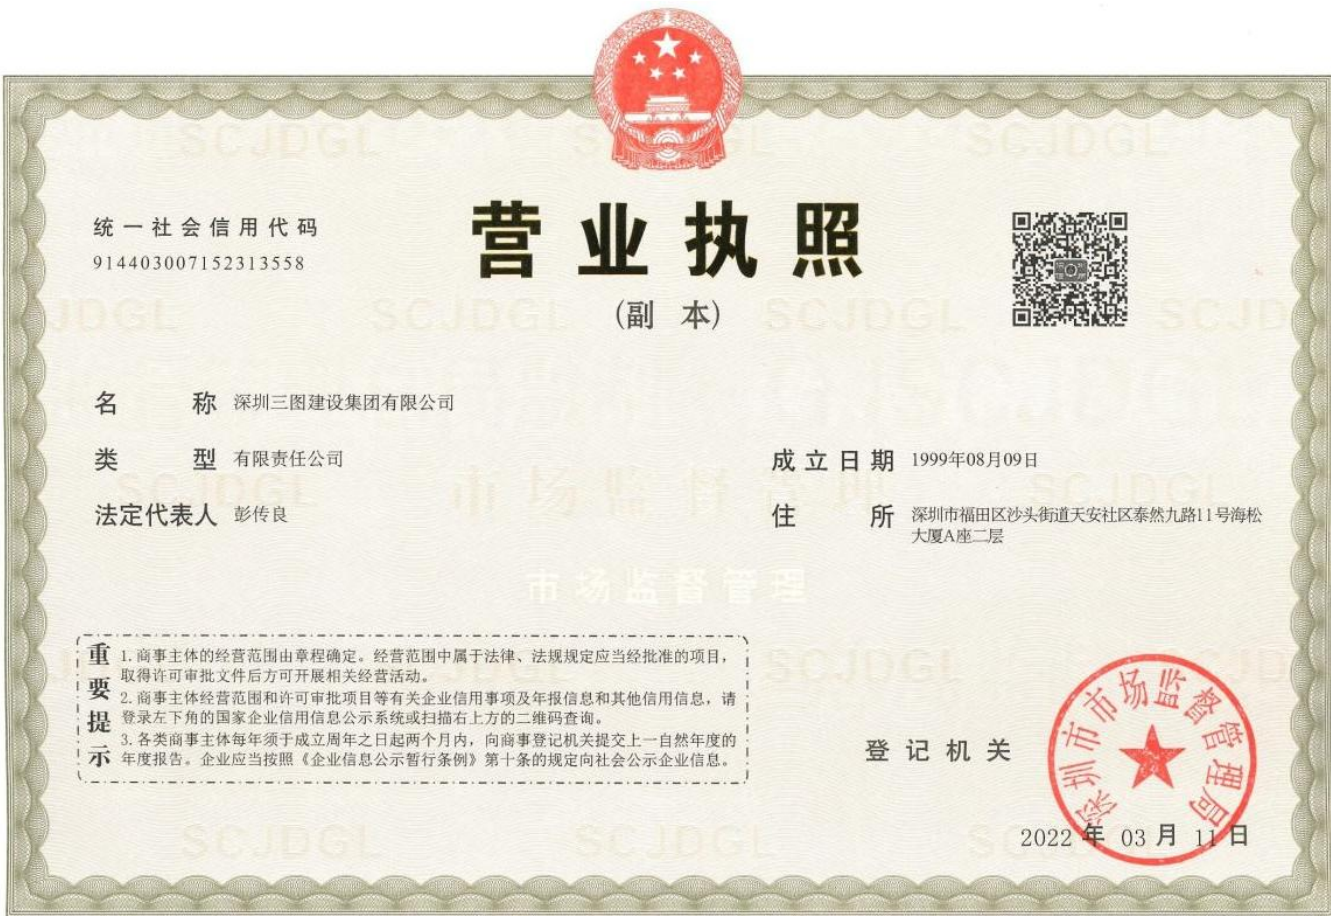 统一社会信用代码
914403007152313558
营业执照
(副 本)
名 称 深圳三图建设集团有限公司
类 型 有限责任公司
成立日期 1999年08月09日
法定代表人 彭传良
住 所 深圳市福田区沙头街道天安社区泰然九路11号海松
大厦A座二层
市场监督管理
市场监督管理
重要提示
1.商事主体的经营范围由章程确定。经营范围中属于法律、法规规定应当经批准的项目，
取得许可审批文件后方可开展相关经营活动。
2.商事主体经营范围和许可审批项目等有关企业信用事项及年报信息和其他信用信息，请
登录左下角的国家企业信用信息公示系统或扫描右上方的二维码查询。
3.各类商事主体每年须于成立周年之日起两个月内，向商事登记机关提交上一自然年度的
年度报告。企业应当按照《企业信息公示暂行条例》第十条的规定向社会公示企业信息。
登记机关
深圳市市场监督管理局
2022 年 03 月 11 日
SCJDGL